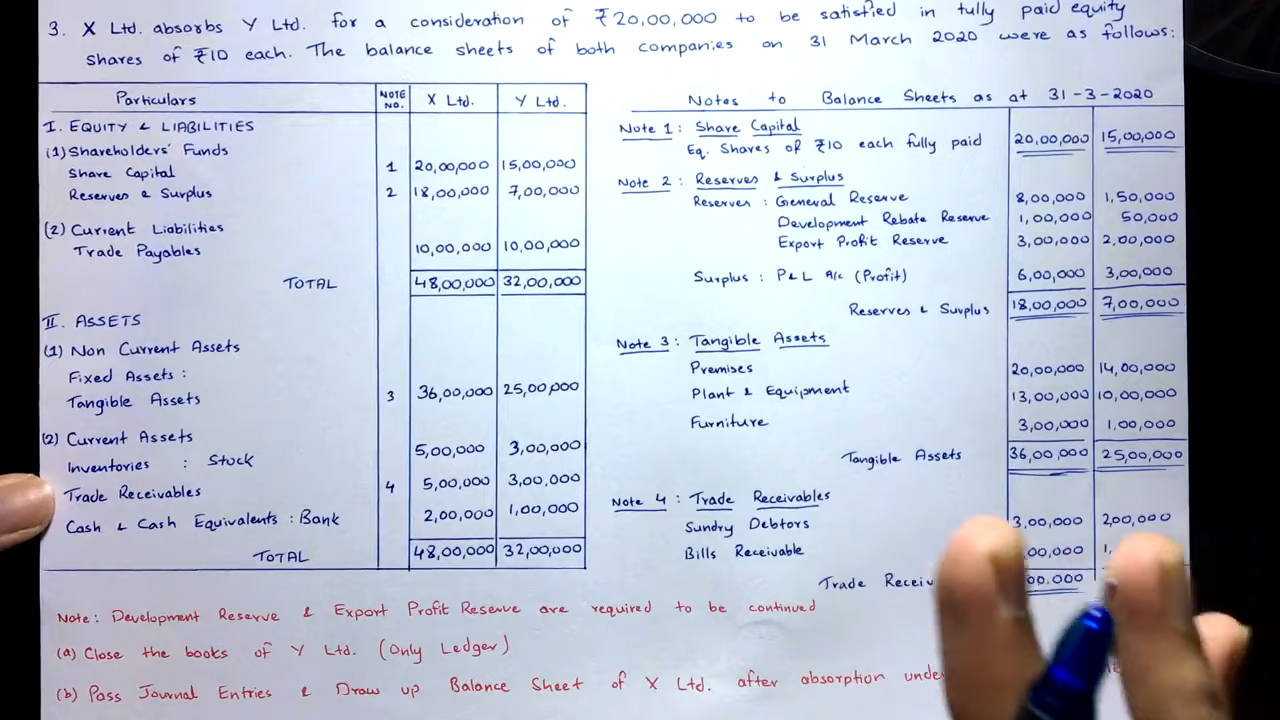 3. X Ltd. absorbs Y Ltd. for a consideration of ₹20,00,000 to be satisfied in fully paid equity
shares of ₹10 each. The balance sheets of both companies on 31 March 2020 were as follows:
Particulars NOTE NO. X Ltd. Y Ltd.
I. EQUITY & LIABILITIES
(1) Shareholders' Funds
Share Capital 1 20,00,000 15,00,000
Reserves & Surplus 2 18,00,000 7,00,000
(2) Current Liabilities
Trade Payables 10,00,000 10,00,000
TOTAL 48,00,000 32,00,000
II. ASSETS
(1) Non Current Assets
Fixed Assets :
Tangible Assets 3 36,00,000 25,00,000
(2) Current Assets
Inventories : Stock 5,00,000 3,00,000
Trade Receivables 4 5,00,000 3,00,000
Cash & Cash Equivalents : Bank 2,00,000 1,00,000
TOTAL 48,00,000 32,00,000
Notes to Balance Sheets as at 31-3-2020
Note 1 : Share Capital
Eq. Shares of ₹10 each fully paid 20,00,000 15,00,000
Note 2 : Reserves & Surplus
Reserves : General Reserve 8,00,000 1,50,000
Development Rebate Reserve 1,00,000 50,000
Export Profit Reserve 3,00,000 2,00,000
Surplus : P&L A/c (Profit) 6,00,000 3,00,000
Reserves & Surplus 18,00,000 7,00,000
Note 3 : Tangible Assets
Premises 20,00,000 14,00,000
Plant & Equipment 13,00,000 10,00,000
Furniture 3,00,000 1,00,000
Tangible Assets 36,00,000 25,00,000
Note 4 : Trade Receivables
Sundry Debtors 3,00,000 2,00,000
Bills Receivable
Trade
Note: Development Reserve & Export Profit Reserve are required to be continued
(a) Close the books of Y Ltd. (Only Ledger)
(b) Pass Journal Entries & Draw up Balance Sheet of X Ltd. after absorption